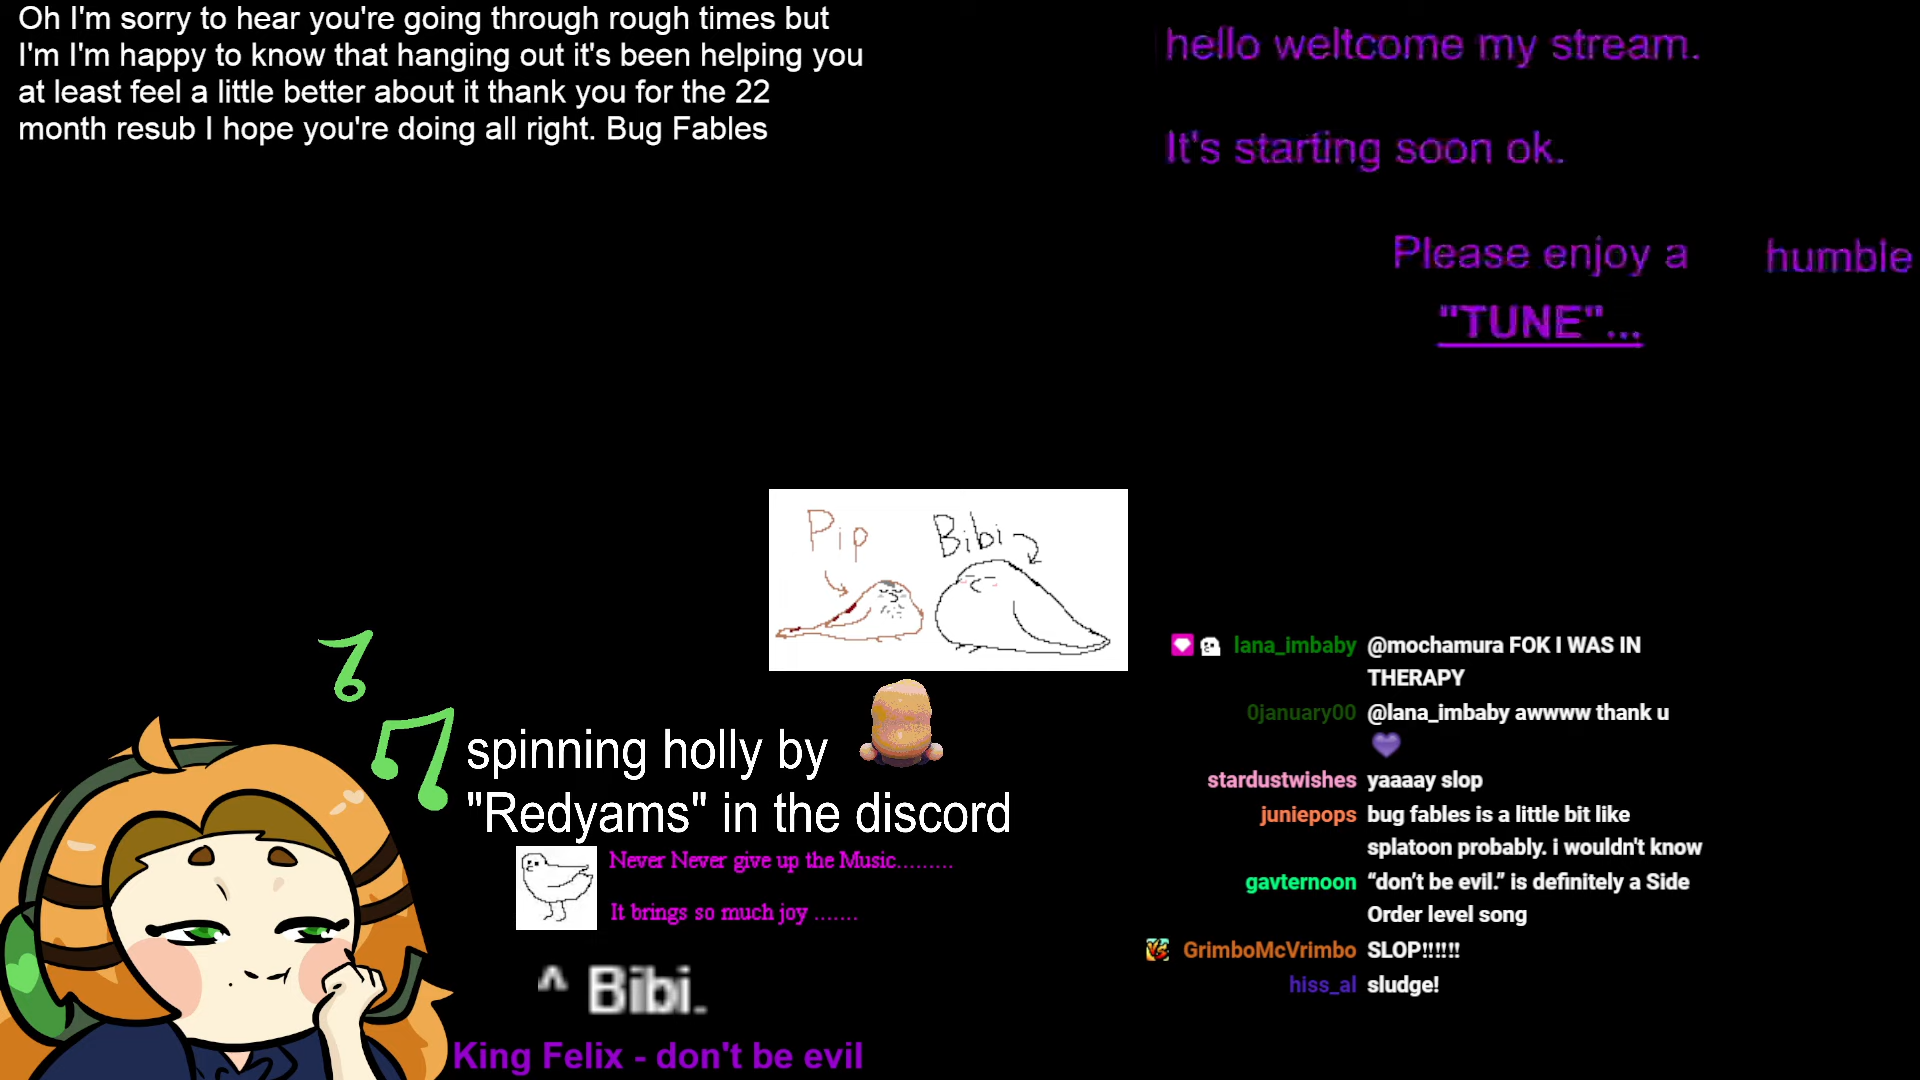 Oh I'm sorry to hear you're going through rough times but
I'm I'm happy to know that hanging out it's been helping you
at least feel a little better about it thank you for the 22
month resub I hope you're doing all right. Bug Fables
hello weltcome my stream.
It's starting soon ok.
Please enjoy a humble
"TUNE"...
Pip
Bibi
spinning holly by
"Redyams" in the discord
Never Never give up the Music.........
It brings so much joy .......
^ Bibi.
King Felix - don't be evil
lana_imbaby @mochamura FOK I WAS IN
THERAPY
0january00 @lana_imbaby awwww thank u
💜
stardustwishes yaaaay slop
juniepops bug fables is a little bit like
splatoon probably. i wouldn't know
gavternoon “don’t be evil.” is definitely a Side
Order level song
GrimboMcVrimbo SLOP!!!!!!
hiss_al sludge!